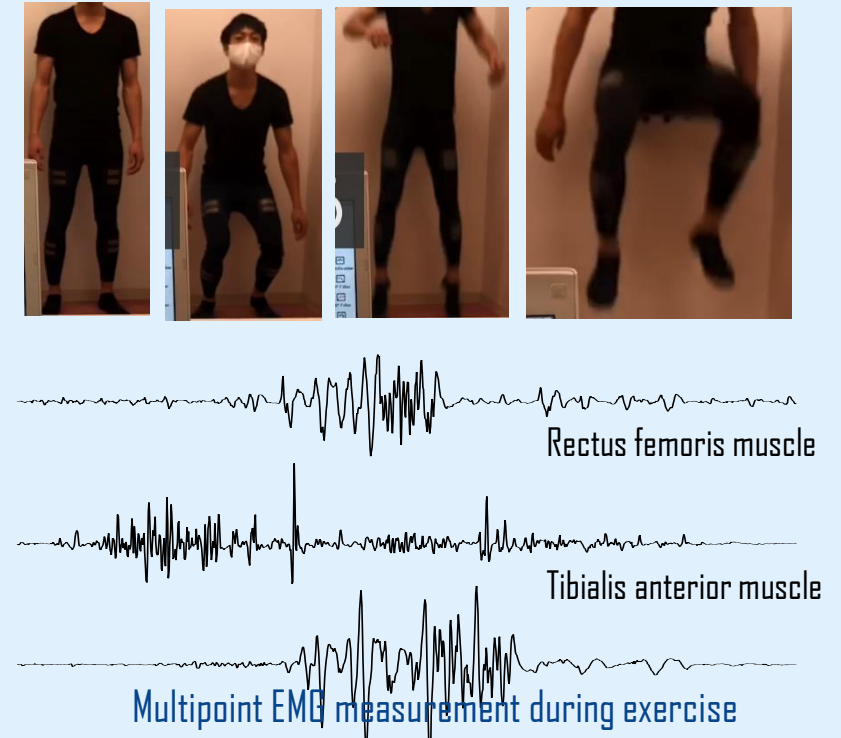 Rectus femoris muscle
Tibialis anterior muscle
Multipoint EMG measurement during exercise